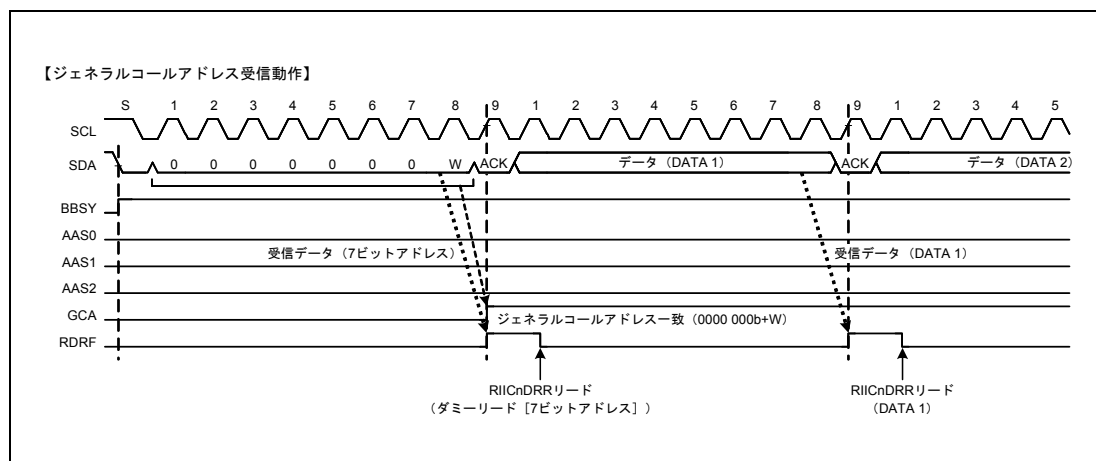 【ジェネラルコールアドレス受信動作】
S 1 2 3 4 5 6 7 8 9 1 2 3 4 5 6 7 8 9 1 2 3 4 5
SCL
SDA 0 0 0 0 0 0 0 W ACK データ（DATA 1） ACK データ（DATA 2）
BBSY
AAS0
受信データ（7ビットアドレス） 受信データ（DATA 1）
AAS1
AAS2
GCA
ジェネラルコールアドレス一致（0000 000b+W）
RDRF
RIICnDRRリード
（ダミーリード［7ビットアドレス］）
RIICnDRRリード
（DATA 1）